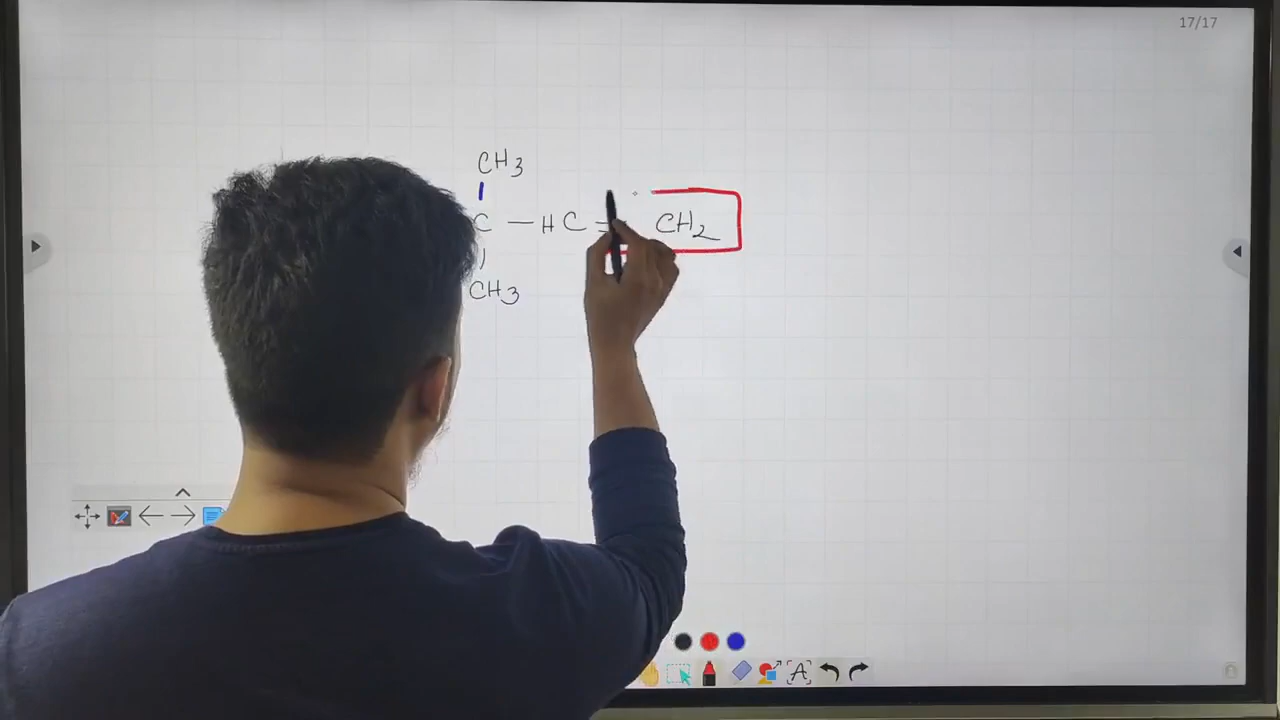 17/17
CH3
C — HC = CH2
CH3
A